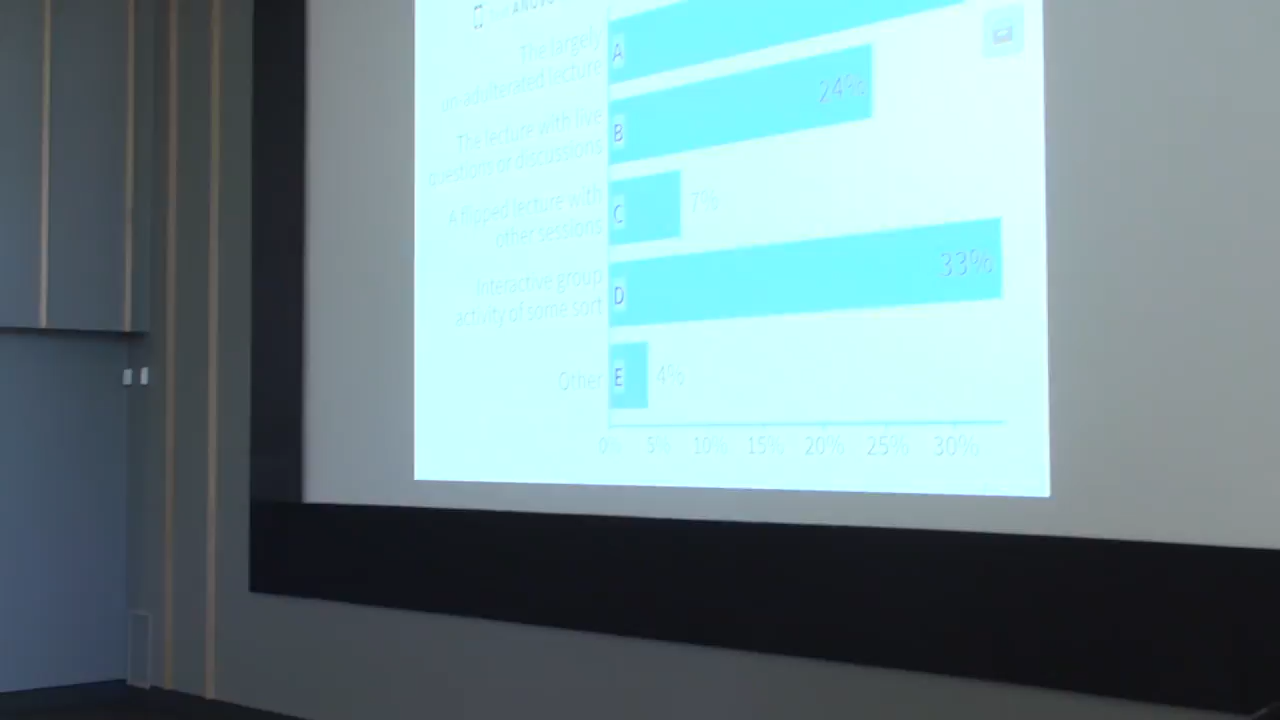 The largely
un-adulterated lecture
A
The lecture with live
questions or discussions
B
24%
A flipped lecture with
other sessions
C
7%
Interactive group
activity of some sort
D
33%
Other
E
4%
0% 5% 10% 15% 20% 25% 30%